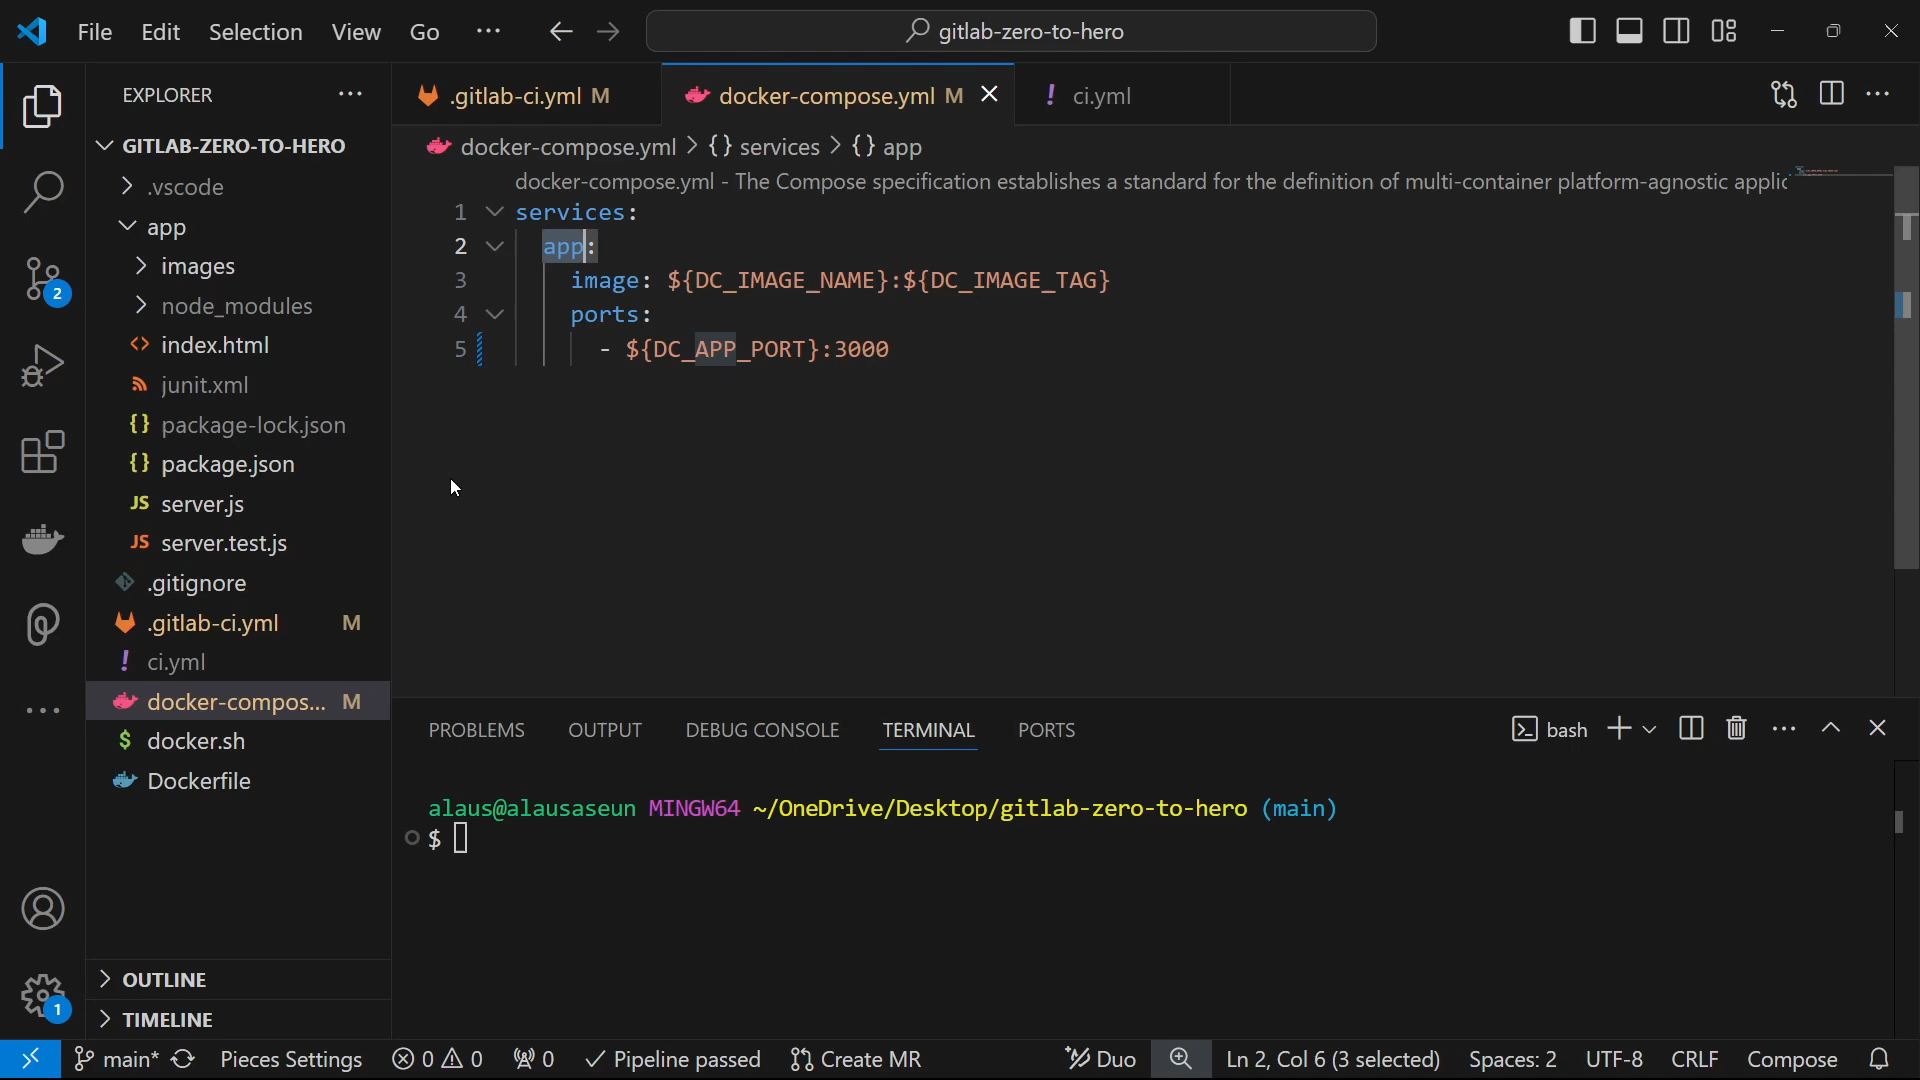 File Edit Selection View Go ··· gitlab-zero-to-hero
EXPLORER
GITLAB-ZERO-TO-HERO
.vscode
app
images
node_modules
index.html
junit.xml
package-lock.json
package.json
JS server.js
JS server.test.js
.gitignore
.gitlab-ci.yml M
! ci.yml
docker-compos... M
$ docker.sh
Dockerfile
OUTLINE
TIMELINE
2
1
.gitlab-ci.yml M docker-compose.yml M ! ci.yml
docker-compose.yml > {} services > {} app
docker-compose.yml - The Compose specification establishes a standard for the definition of multi-container platform-agnostic applic
1 services:
2 app:
3 image: ${DC_IMAGE_NAME}:${DC_IMAGE_TAG}
4 ports:
5 - ${DC_APP_PORT}:3000
PROBLEMS OUTPUT DEBUG CONSOLE TERMINAL PORTS bash
alaus@alausaseun MINGW64 ~/OneDrive/Desktop/gitlab-zero-to-hero (main)
$
main* Pieces Settings 0 0 0 Pipeline passed Create MR Duo Ln 2, Col 6 (3 selected) Spaces: 2 UTF-8 CRLF Compose